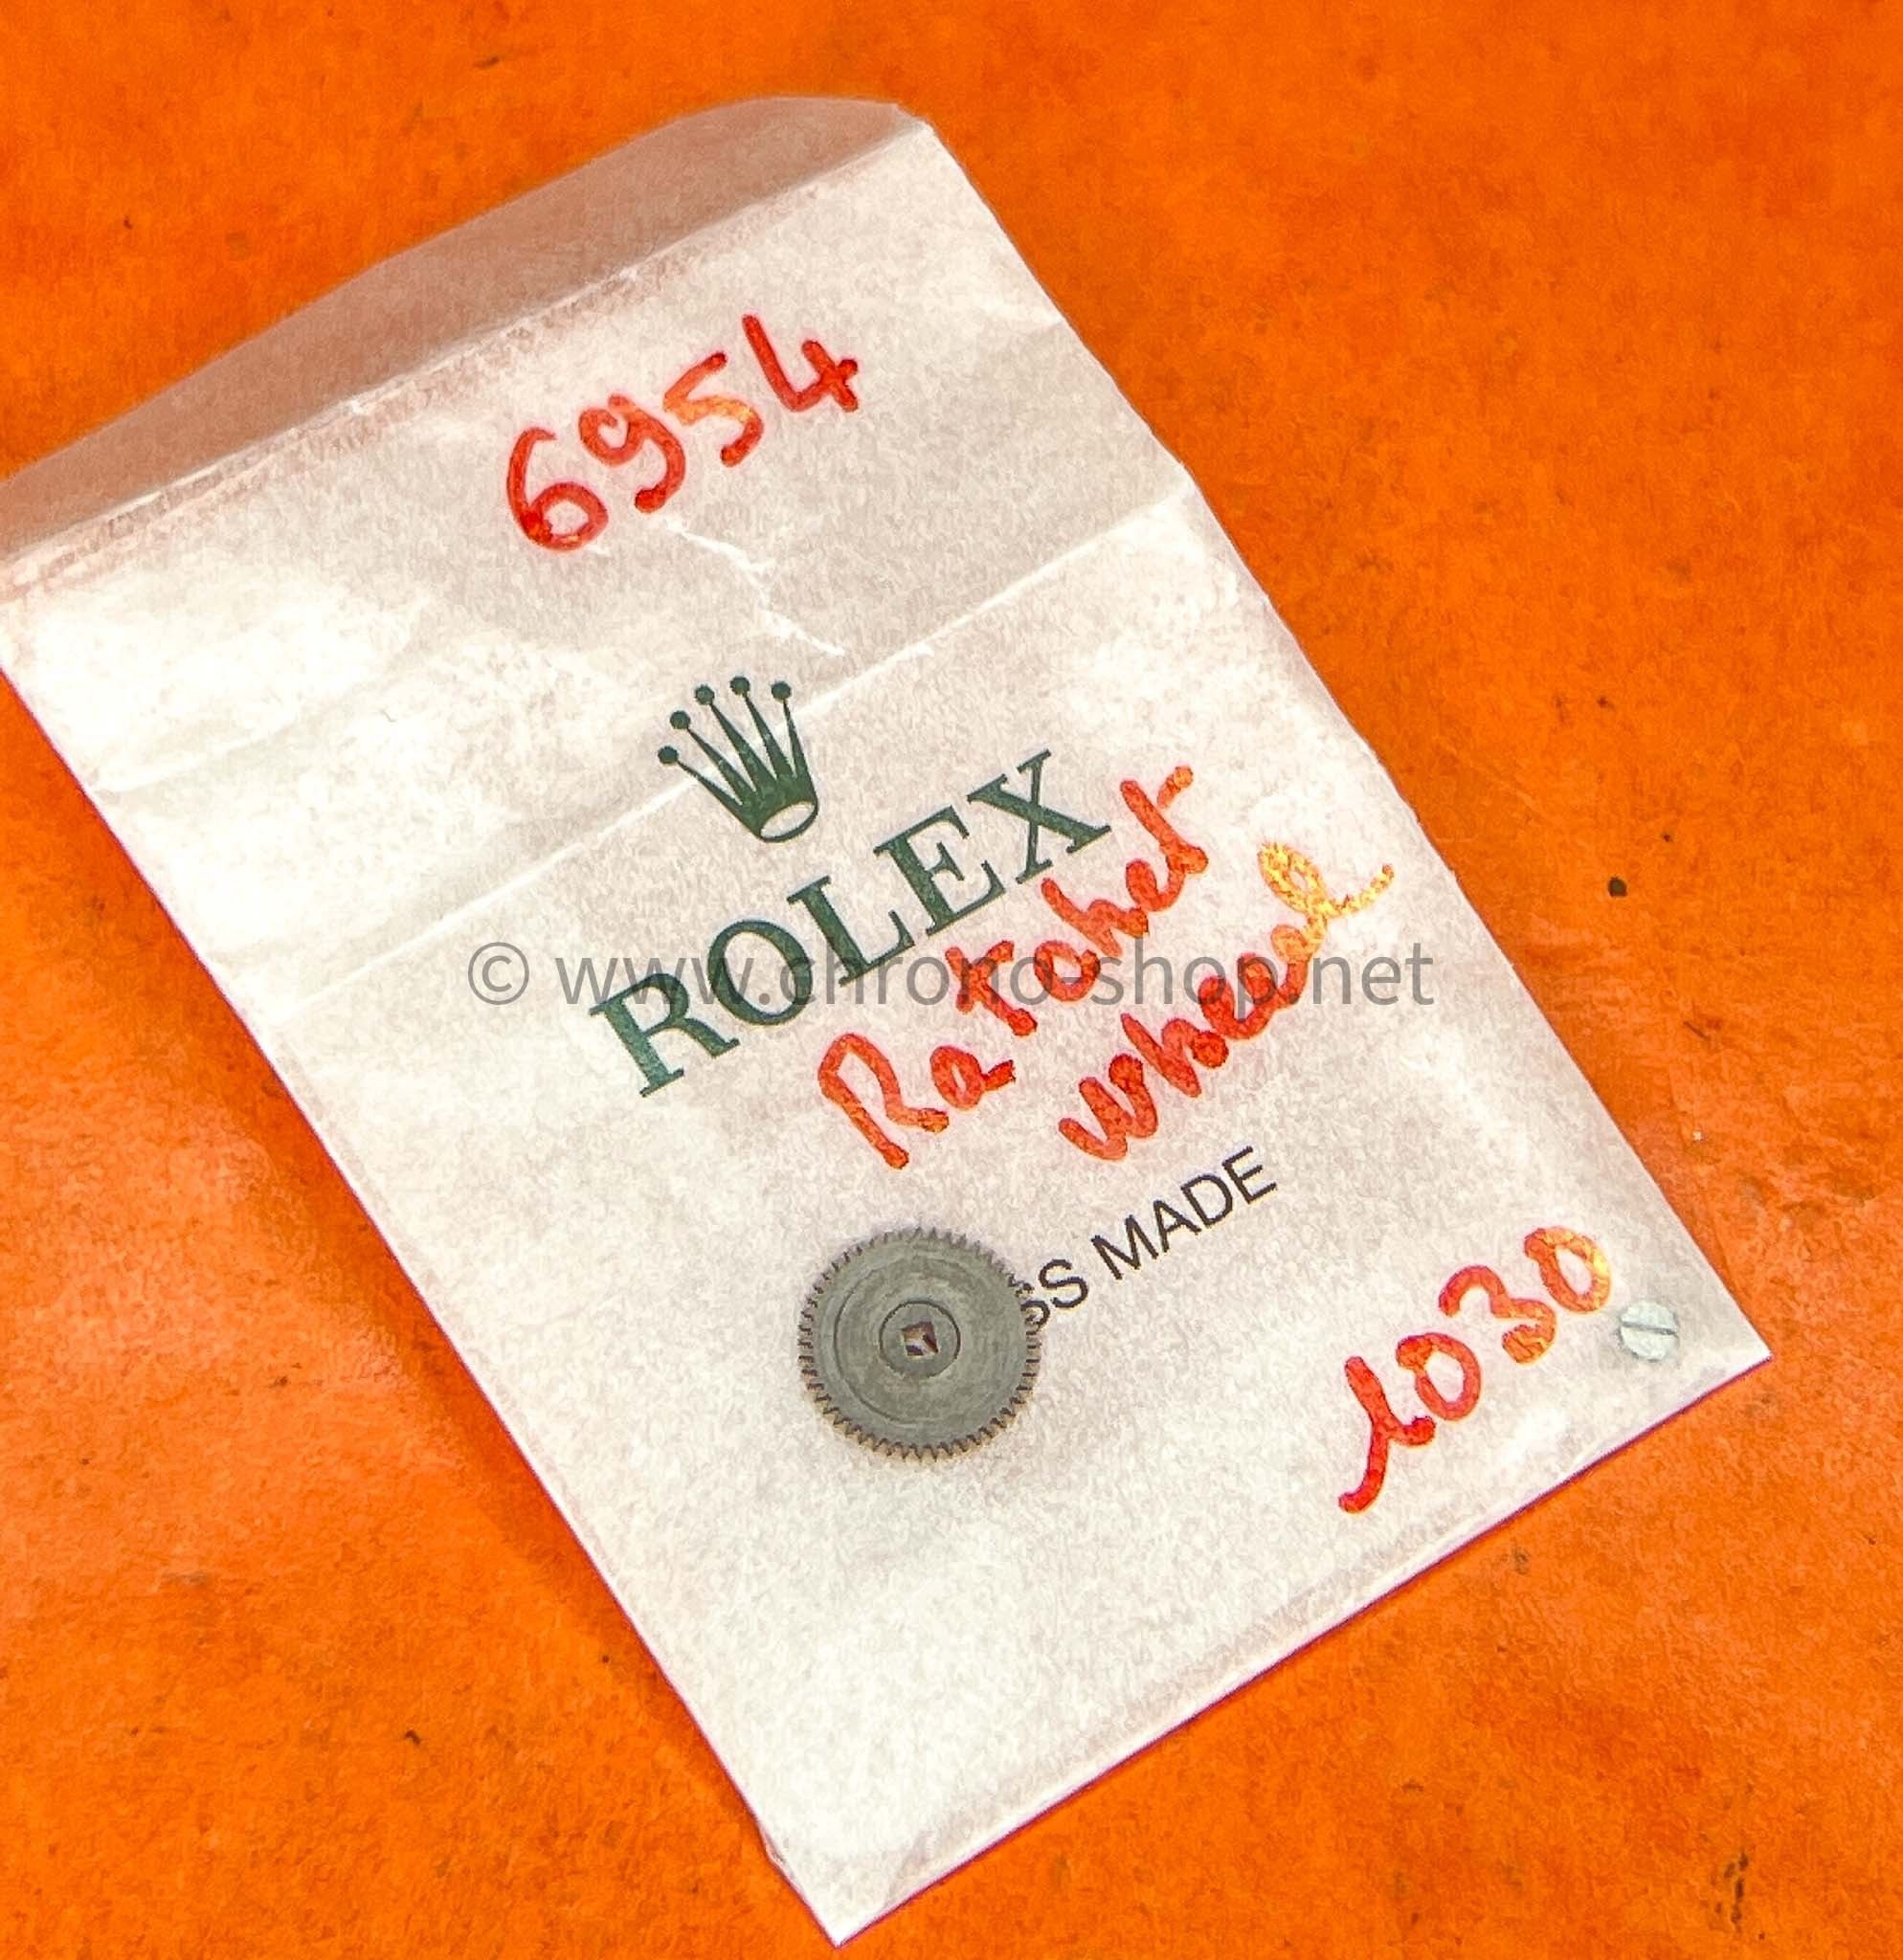 6954
ROLEX
Ratchet
wheel
© www.chrono-shop.net
SS MADE
1030